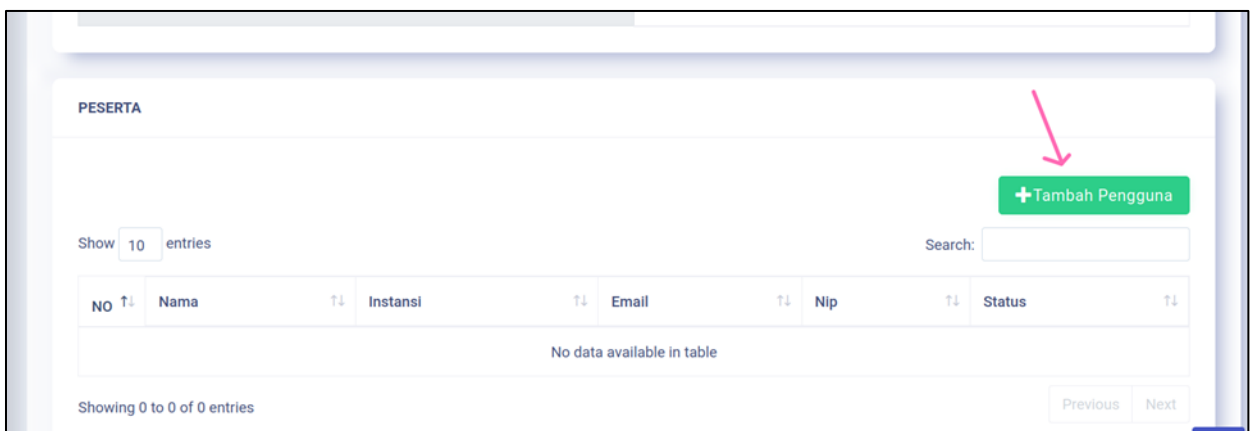 PESERTA
+Tambah Pengguna
Show 10 entries Search:
NO Nama Instansi Email Nip Status
No data available in table
Showing 0 to 0 of 0 entries Previous Next